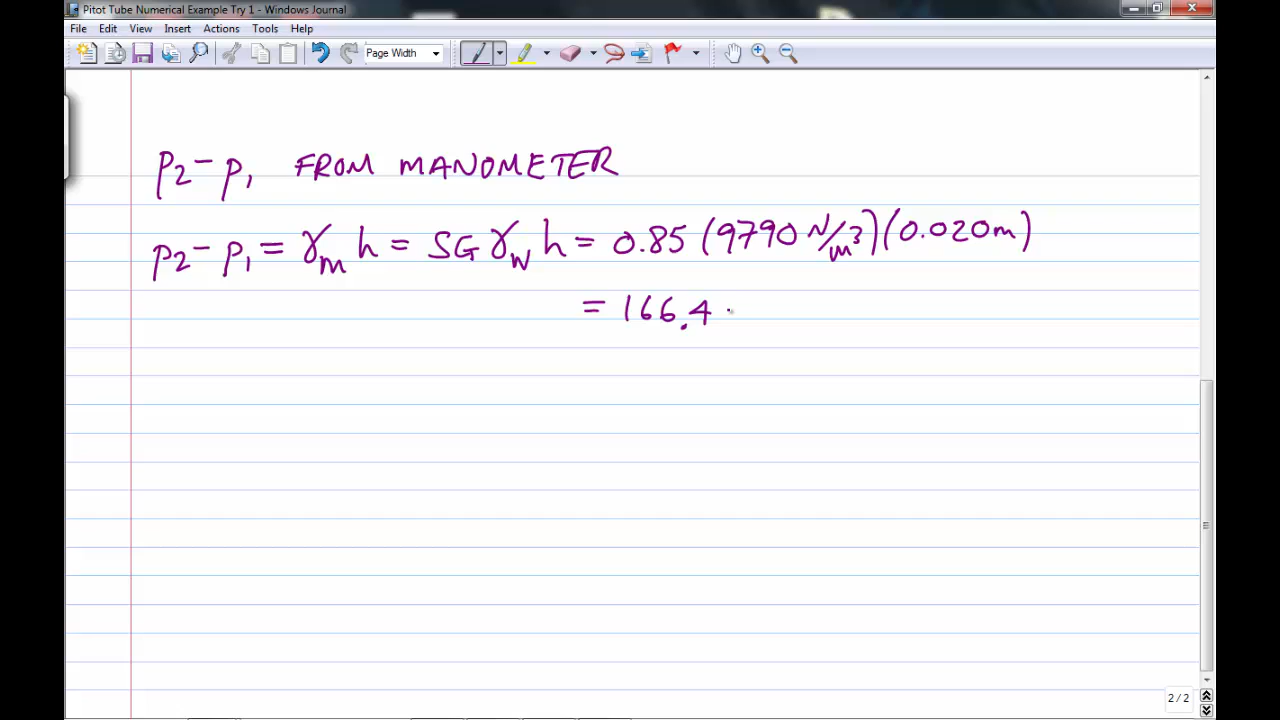 Pitot Tube Numerical Example Try 1 - Windows Journal
File Edit View Insert Actions Tools Help
Page Width
p₂ - p₁ FROM MANOMETER
p₂ - p₁ = γₘ h = SG γ_w h = 0.85 (9790 N/m³)(0.020m)
= 166.4
2/2